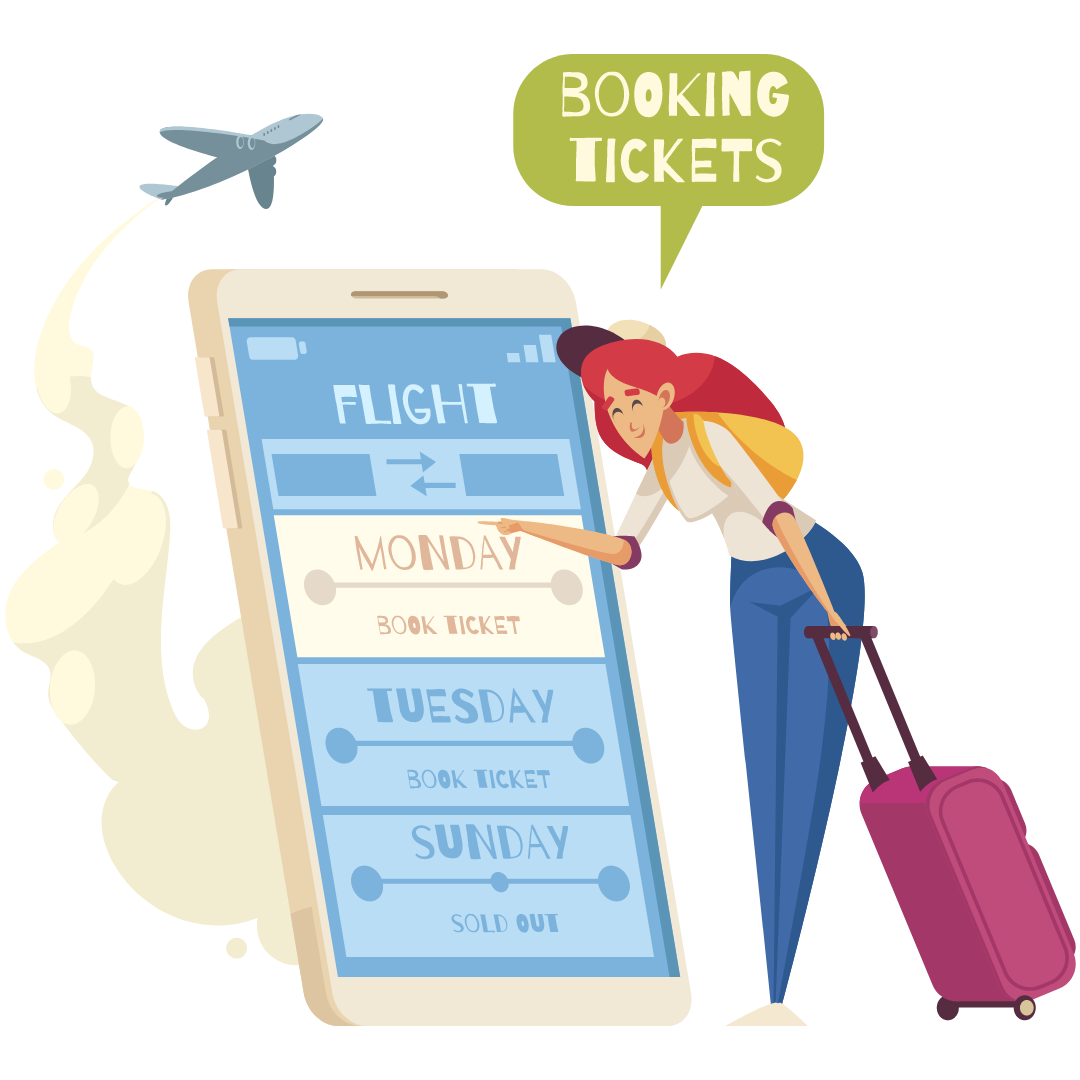 BOOKING
TICKETS
FLIGHT
MONDAY
BOOK TICKET
TUESDAY
BOOK TICKET
SUNDAY
SOLD OUT